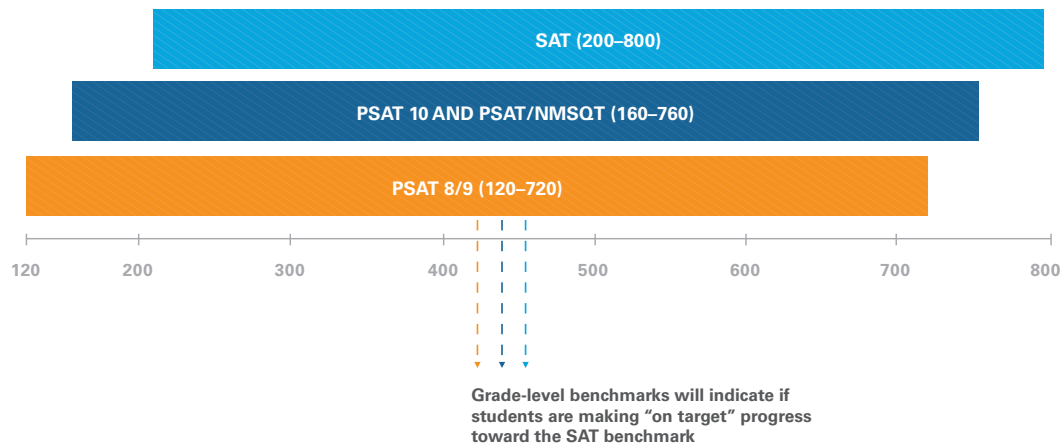 SAT (200–800)
PSAT 10 AND PSAT/NMSQT (160–760)
PSAT 8/9 (120–720)
120 200 300 400 500 600 700 800
Grade-level benchmarks will indicate if
students are making “on target” progress
toward the SAT benchmark